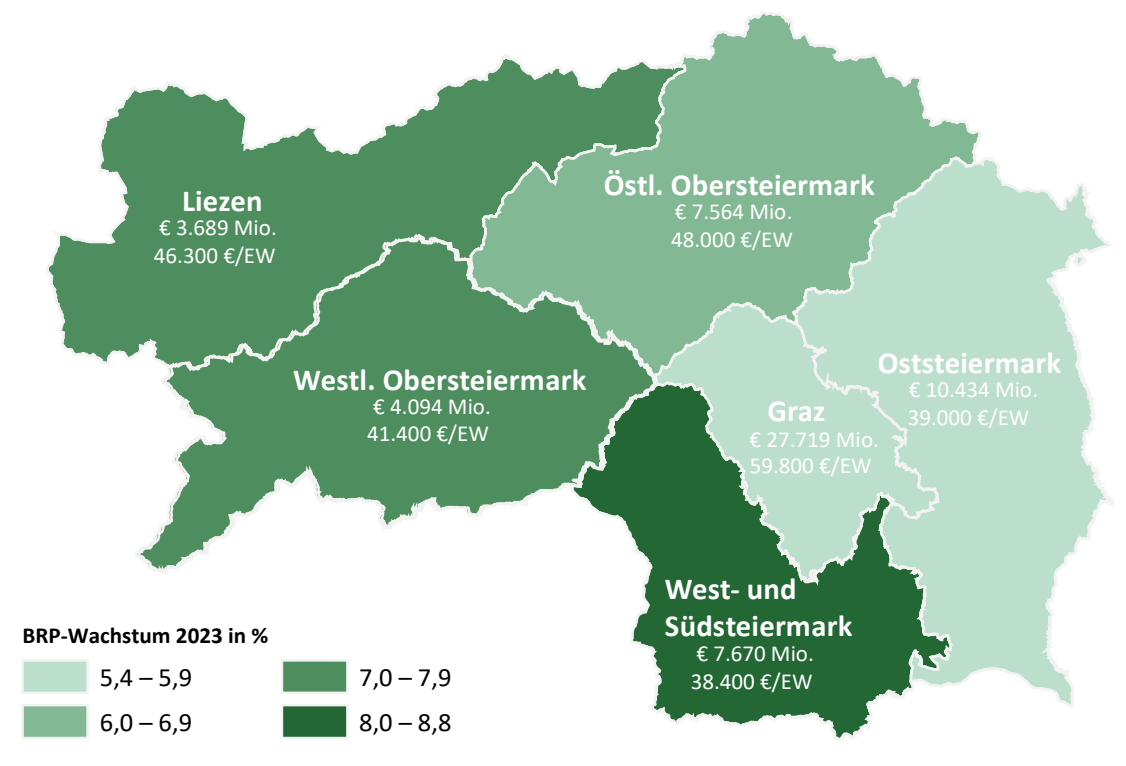 Östl. Obersteiermark
€ 7.564 Mio.
48.000 €/EW
Liezen
€ 3.689 Mio.
46.300 €/EW
Oststeiermark
€ 10.434 Mio.
39.000 €/EW
Westl. Obersteiermark
€ 4.094 Mio.
41.400 €/EW
Graz
€ 27.719 Mio.
59.800 €/EW
West- und
Südsteiermark
€ 7.670 Mio.
38.400 €/EW
BRP-Wachstum 2023 in %
5,4 – 5,9
7,0 – 7,9
6,0 – 6,9
8,0 – 8,8